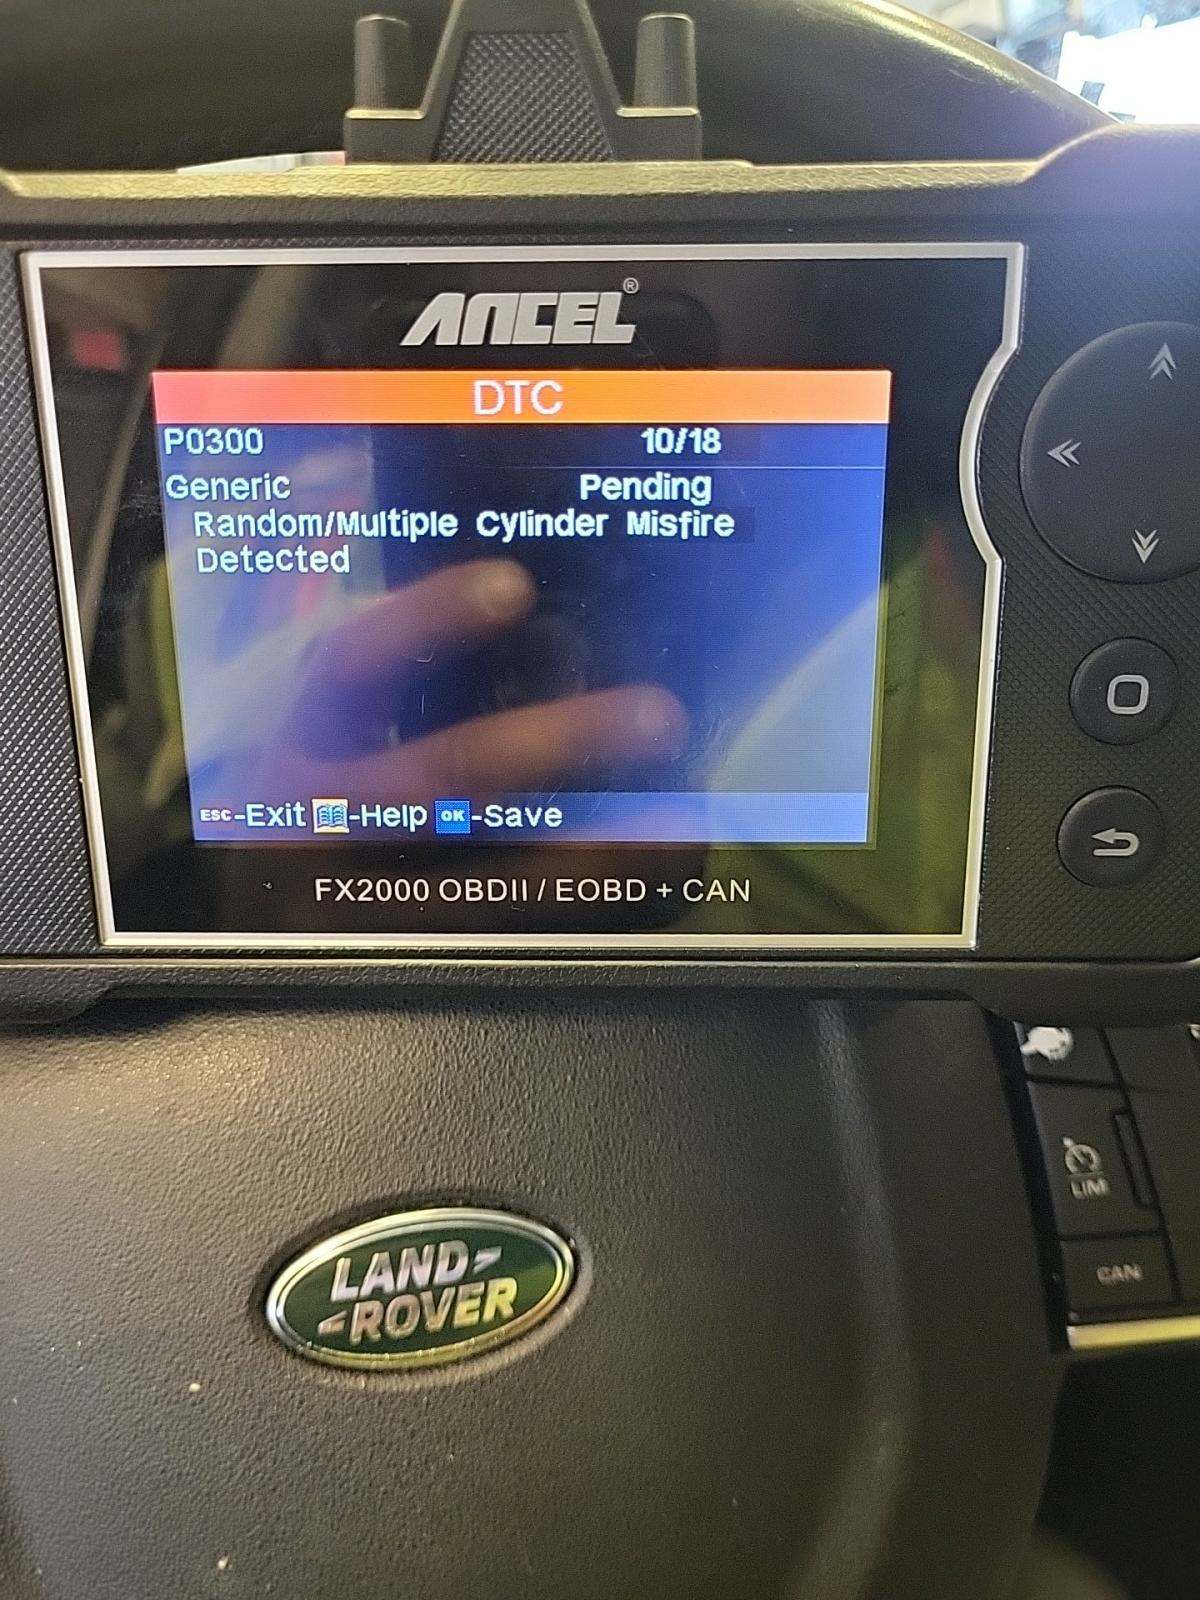 ANCEL®
DTC
P0300 10/18
Generic Pending
Random/Multiple Cylinder Misfire
Detected
ESC-Exit -Help OK-Save
FX2000 OBDII / EOBD + CAN
LIM
CAN
LAND
ROVER